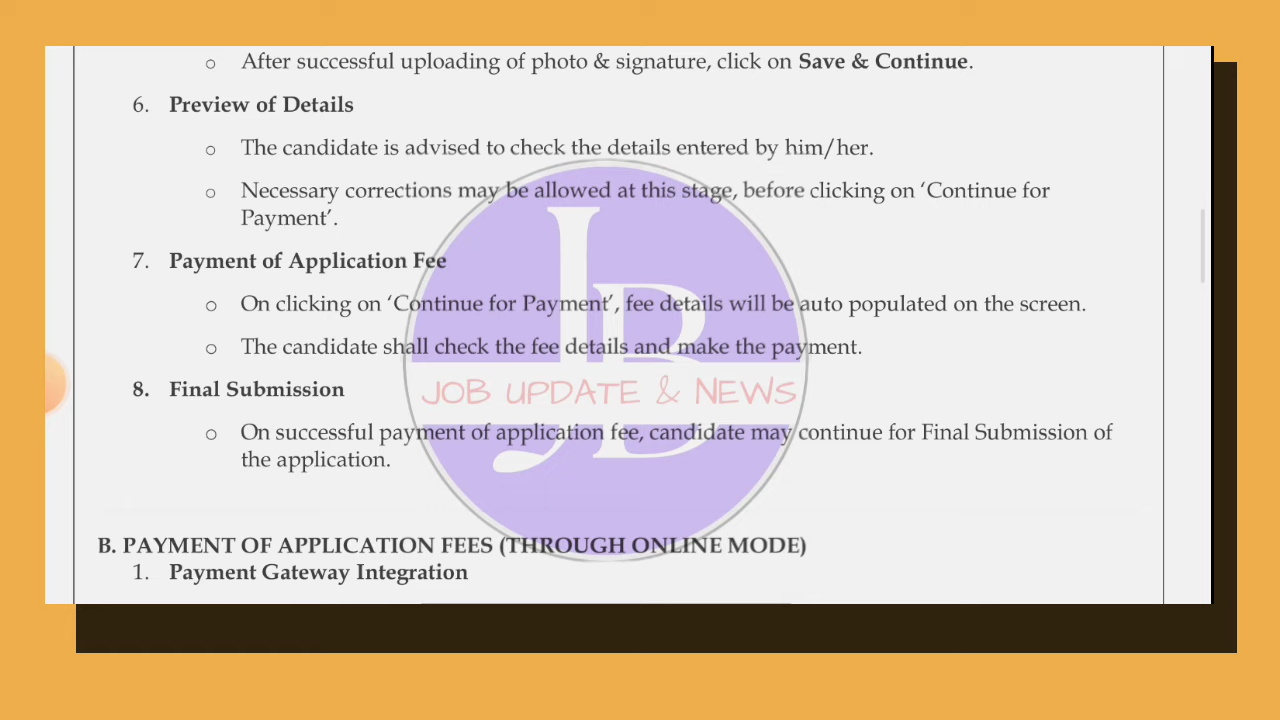 o After successful uploading of photo & signature, click on Save & Continue.
6. Preview of Details
o The candidate is advised to check the details entered by him/her.
o Necessary corrections may be allowed at this stage, before clicking on ‘Continue for
Payment’.
7. Payment of Application Fee
o On clicking on ‘Continue for Payment’, fee details will be auto populated on the screen.
o The candidate shall check the fee details and make the payment.
JB
JOB UPDATE & NEWS
8. Final Submission
o On successful payment of application fee, candidate may continue for Final Submission of
the application.
B. PAYMENT OF APPLICATION FEES (THROUGH ONLINE MODE)
1. Payment Gateway Integration